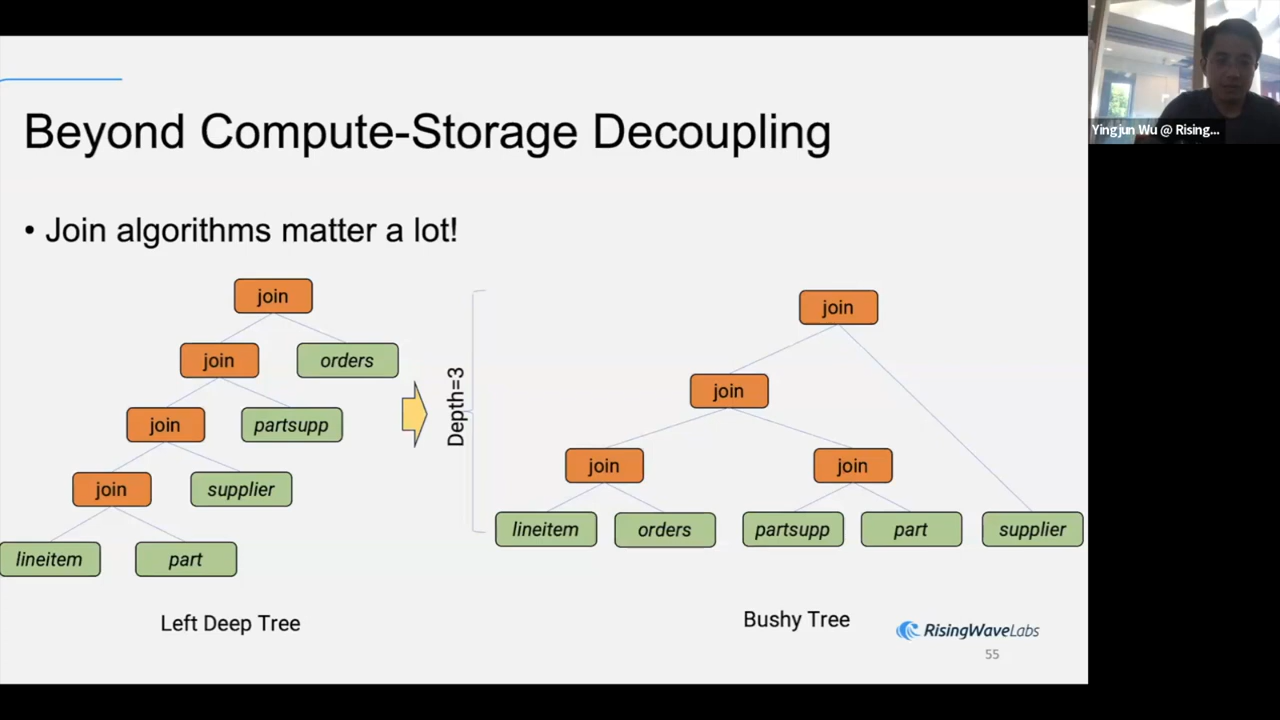 Beyond Compute-Storage Decoupling
• Join algorithms matter a lot!
join
join
orders
join
partsupp
join
supplier
lineitem
part
Left Deep Tree
Depth=3
join
join
join
join
lineitem
orders
partsupp
part
supplier
Bushy Tree
RisingWaveLabs
55
Yingjun Wu @ Rising...